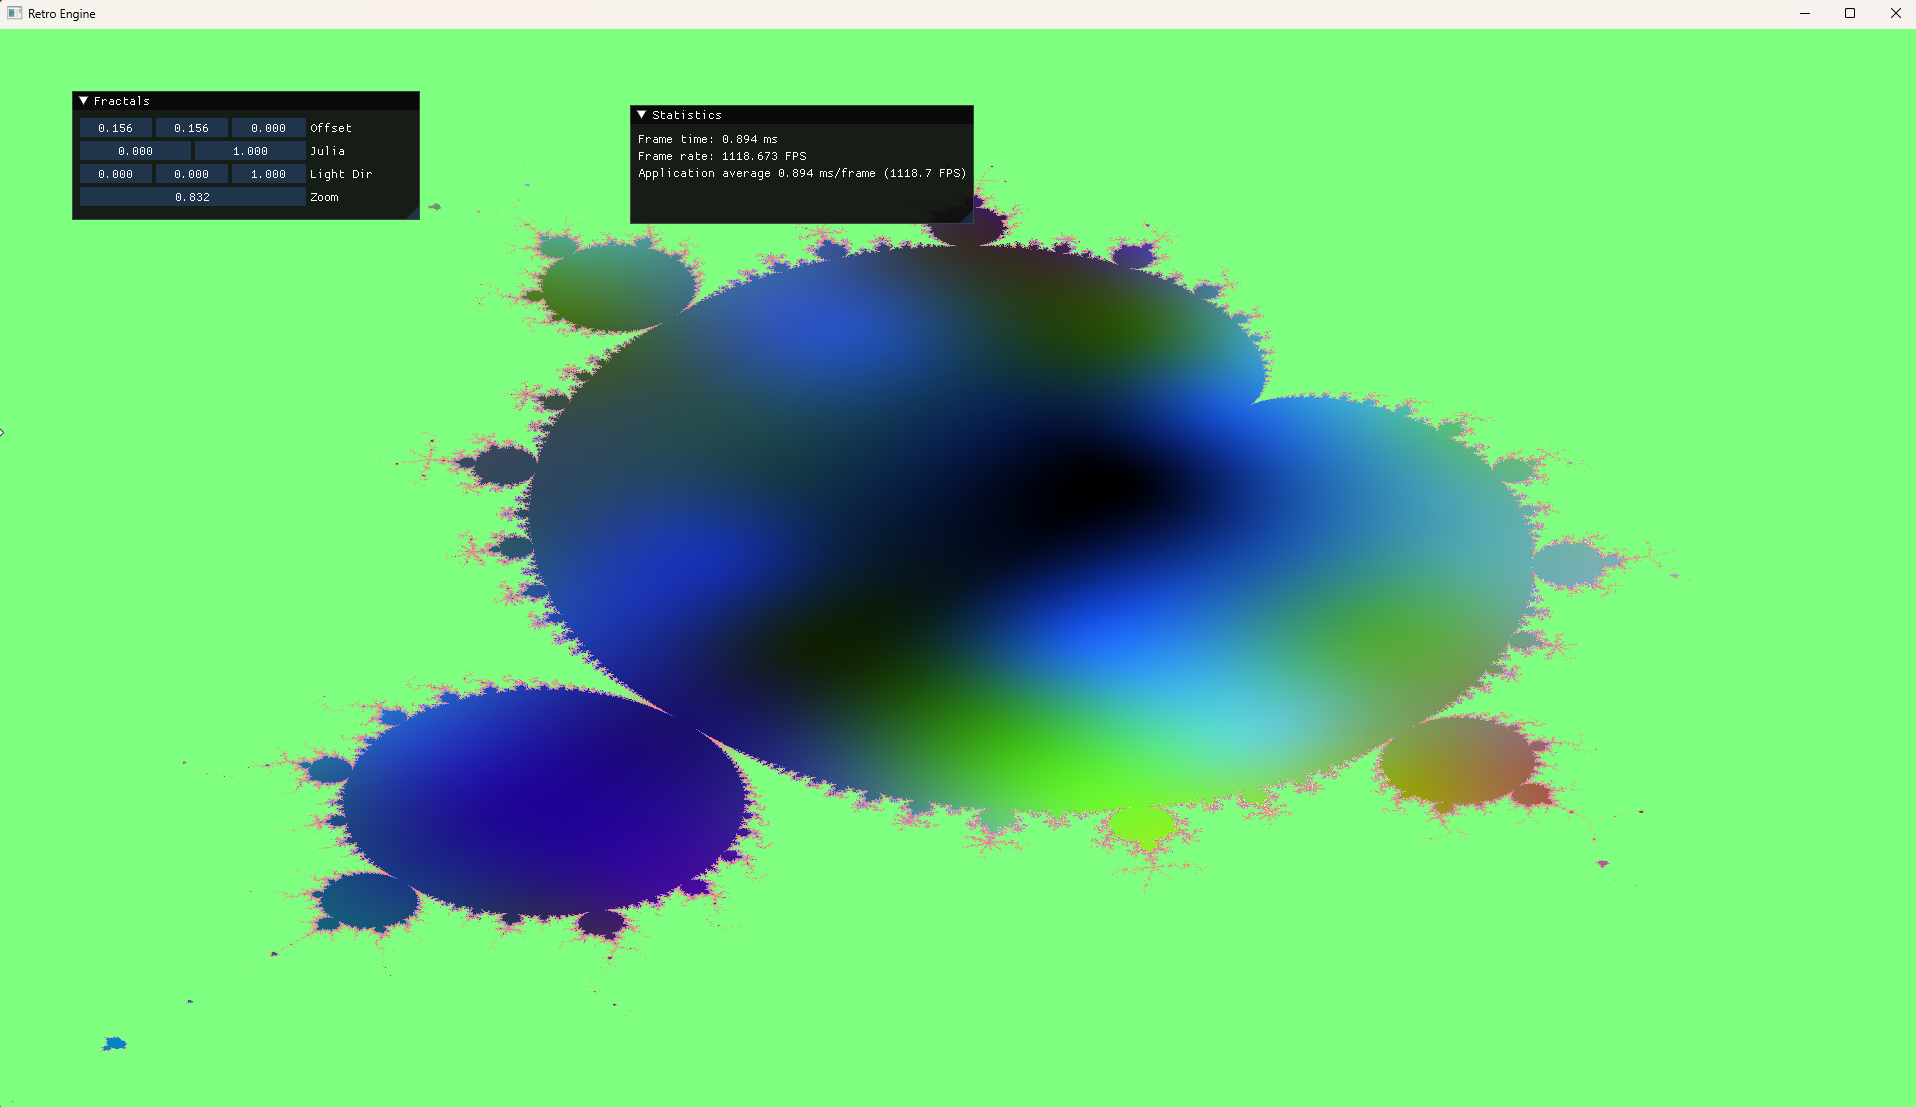 Retro Engine
Fractals
0.156 0.156 0.000 Offset
0.000 1.000 Julia
0.000 0.000 1.000 Light Dir
0.832 Zoom
Statistics
Frame time: 0.894 ms
Frame rate: 1118.673 FPS
Application average 0.894 ms/frame (1118.7 FPS)